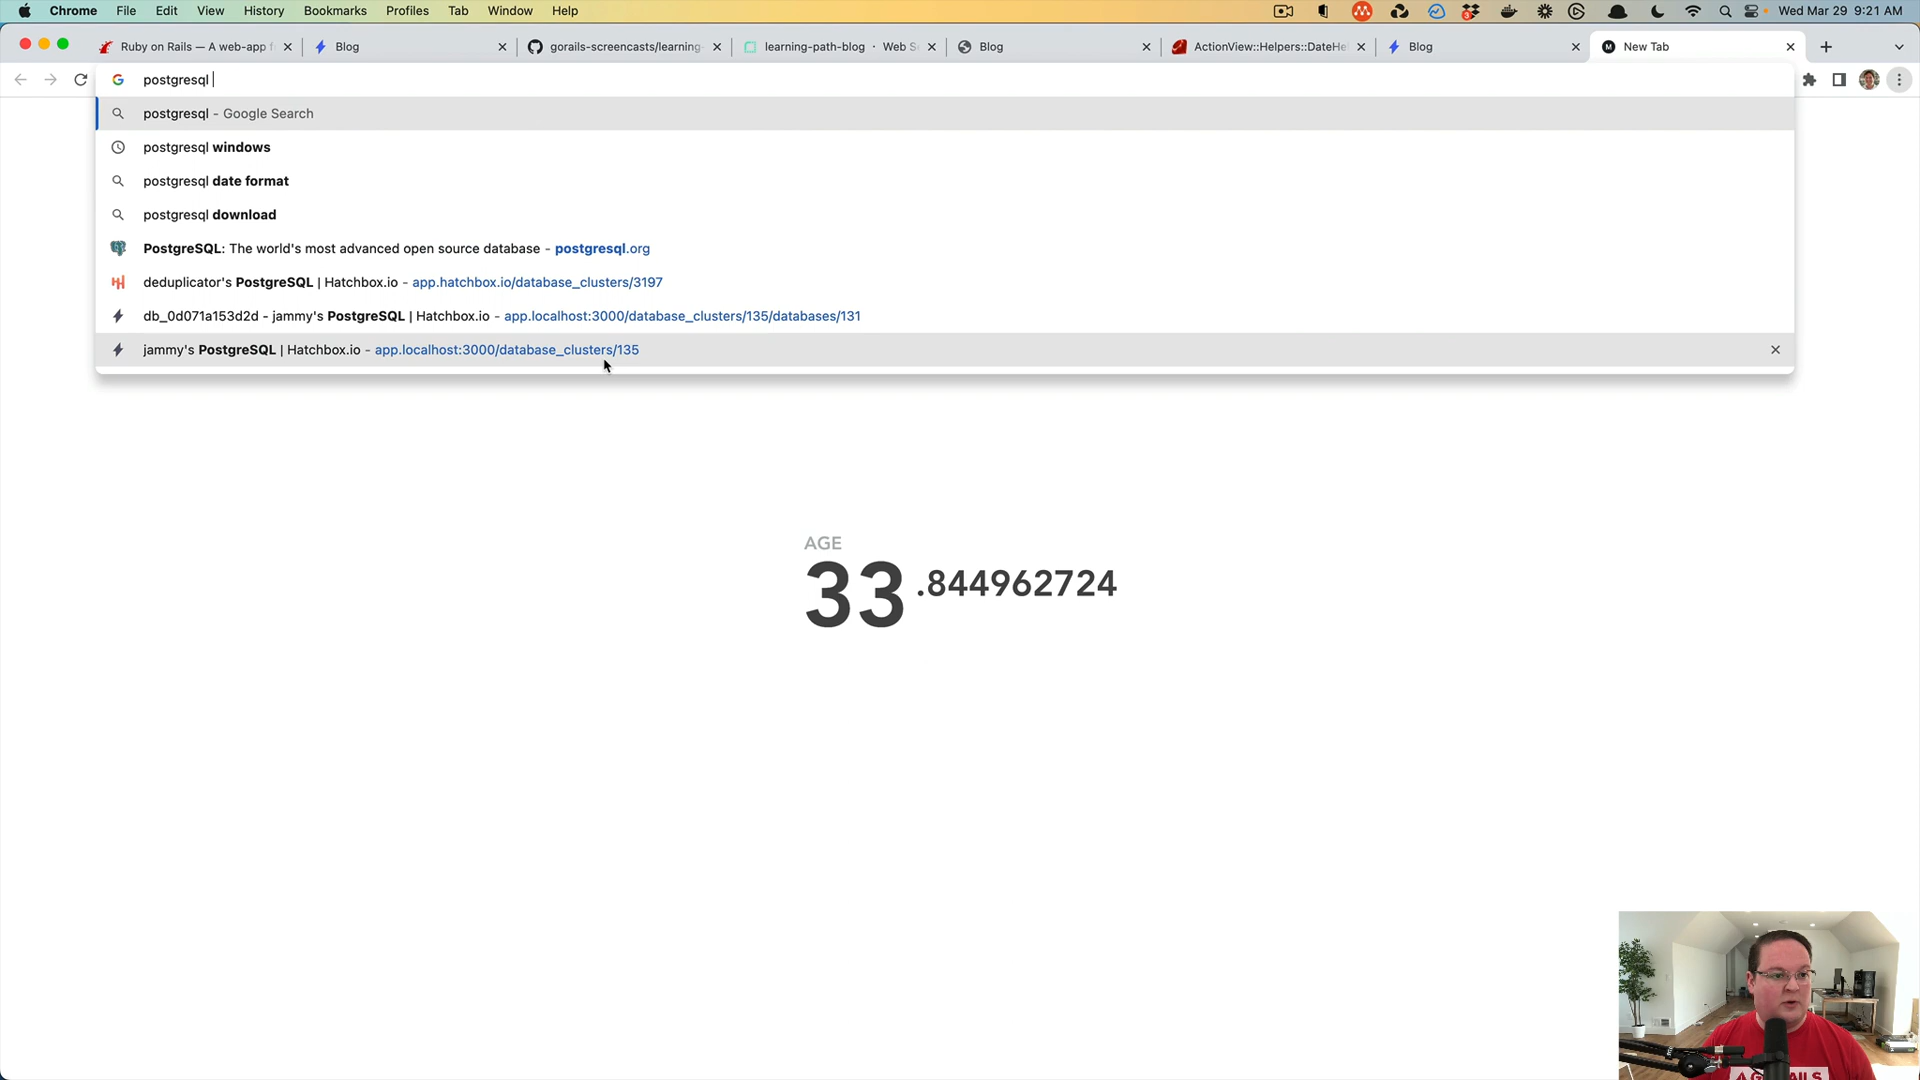 Chrome File Edit View History Bookmarks Profiles Tab Window Help
3
Wed Mar 29 9:21 AM
Ruby on Rails — A web-app f
Blog
gorails-screencasts/learning-
learning-path-blog · Web S
Blog
ActionView::Helpers::DateHel
Blog
New Tab
postgresql
postgresql - Google Search
postgresql windows
postgresql date format
postgresql download
PostgreSQL: The world's most advanced open source database - postgresql.org
deduplicator's PostgreSQL | Hatchbox.io - app.hatchbox.io/database_clusters/3197
db_0d071a153d2d - jammy's PostgreSQL | Hatchbox.io - app.localhost:3000/database_clusters/135/databases/131
jammy's PostgreSQL | Hatchbox.io - app.localhost:3000/database_clusters/135
AGE
33.844962724